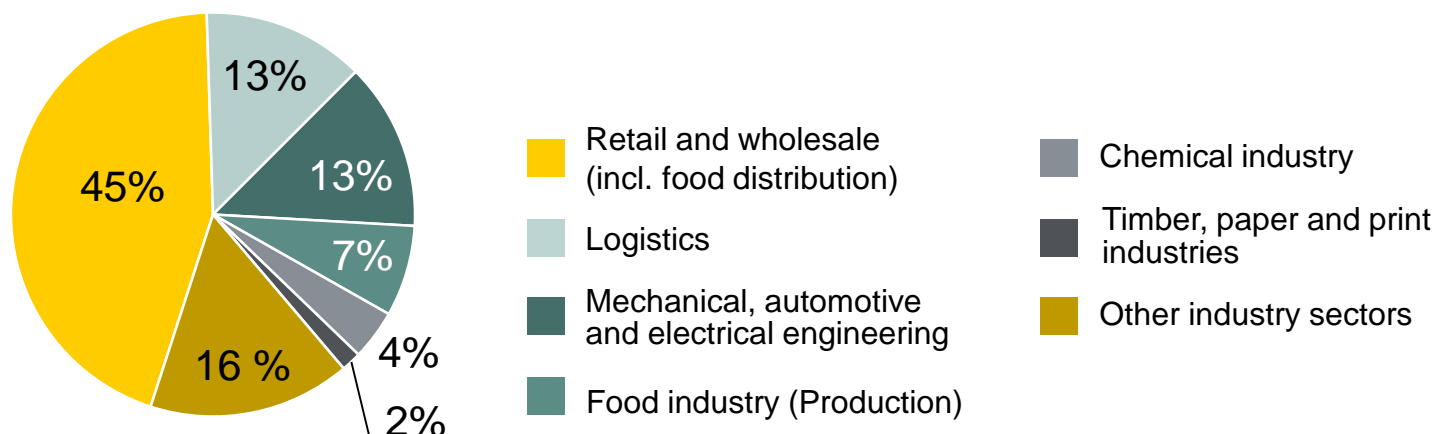 13%
13%
45%
7%
4%
16 %
2%
Retail and wholesale
(incl. food distribution)
Logistics
Mechanical, automotive
and electrical engineering
Food industry (Production)
Chemical industry
Timber, paper and print
industries
Other industry sectors